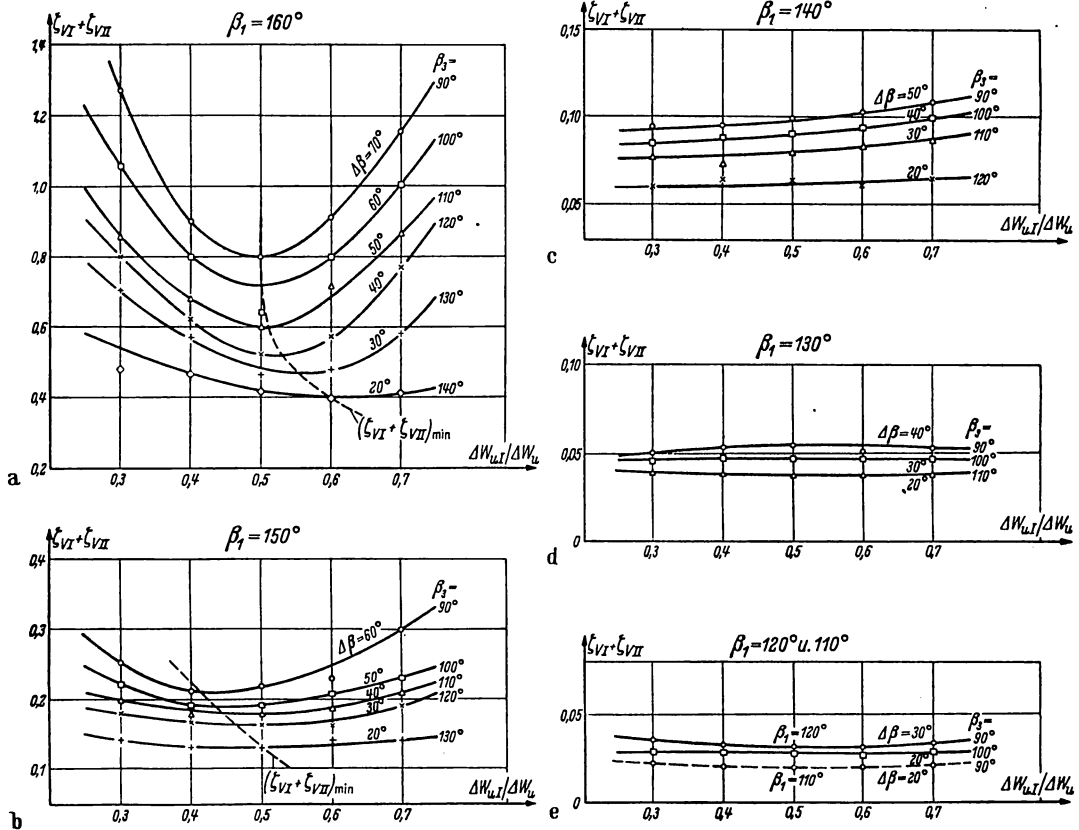 ζVI+ζVII
β1=160°
1,4
1,2
1,0
0,8
0,6
0,4
0,2
β3=
90°
100°
110°
120°
130°
140°
Δβ=70°
60°
50°
40°
30°
20°
(ζVI+ζVII)min
ΔWuI/ΔWu
0,3 0,4 0,5 0,6 0,7
a
ζVI+ζVII
β1=150°
0,4
0,3
0,2
0,1
β3=
90°
100°
110°
120°
130°
Δβ=60°
50°
40°
30°
20°
(ζVI+ζVII)min
ΔWuI/ΔWu
0,3 0,4 0,5 0,6 0,7
b
ζVI+ζVII
β1=140°
0,15
0,10
0,05
Δβ=50°
40°
30°
20°
β3=
90°
100°
110°
120°
ΔWuI/ΔWu
0,3 0,4 0,5 0,6 0,7
c
ζVI+ζVII
β1=130°
0,10
0,05
0
Δβ=40°
30°
20°
β3=
90°
100°
110°
ΔWuI/ΔWu
0,3 0,4 0,5 0,6 0,7
d
ζVI+ζVII
β1=120°u.110°
0,05
0
β1=120°
Δβ=30°
20°
β1=110°
Δβ=20°
β3=
90°
100°
90°
ΔWuI/ΔWu
0,3 0,4 0,5 0,6 0,7
e